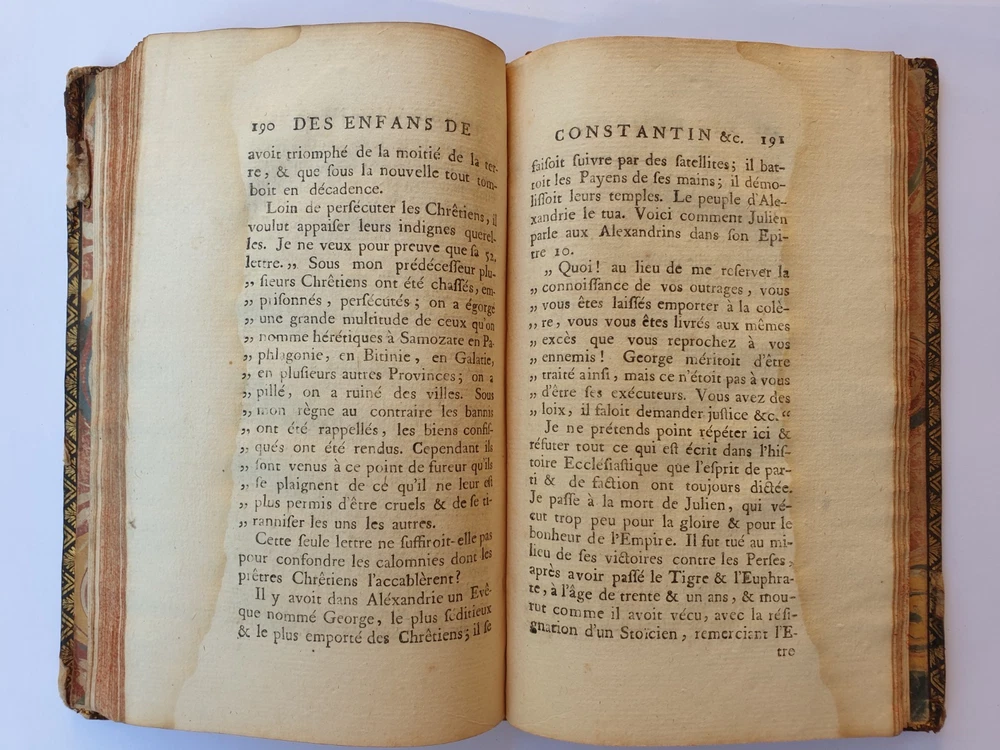 190 DES ENFANS DE
avoit triomphé de la moitié de la ter-
re, & que sous la nouvelle tout tom-
boit en décadence.
Loin de persécuter les Chrêtiens, il
voulut appaiser leurs indignes querel-
les. Je ne veux pour preuve que sa 52,
lettre. „ Sous mon prédécesseur plu-
„ sieurs Chrêtiens ont été chassés, em-
„ prisonnés, persécutés; on a égorgé
„ une grande multitude de ceux qu'on
„ nomme hérétiques à Samozate en Pa-
„ phlagonie, en Bitinie, en Galatie,
„ en plusieurs autres Provinces; on a
„ pillé, on a ruiné des villes. Sous
„ mon règne au contraire les bannis
„ ont été rappellés, les biens confis-
„ qués ont été rendus. Cependant ils
„ sont venus à ce point de fureur qu'ils
„ se plaignent de cé qu'il ne leur est
„ plus permis d'être cruels & de se ti-
„ ranniser les uns les autres.
Cette seule lettre ne suffiroit-elle pas
pour confondre les calomnies dont les
prêtres Chrêtiens l'accablèrent?
Il y avoit dans Aléxandrie un Evê-
que nommé George, le plus séditieux
& le plus emporté des Chrêtiens; il se
CONSTANTIN &c. 191
faisoit suivre par des satellites; il bat-
toit les Payens de ses mains; il démo-
lissoit leurs temples. Le peuple d'Ale-
xandrie le tua. Voici comment Julien
parle aux Alexandrins dans son Epi-
tre 10.
„ Quoi! au lieu de me reserver la
„ connoissance de vos outrages, vous
„ vous êtes laissés emporter à la colè-
„ re, vous vous êtes livrés aux mêmes
„ excès que vous reprochez à vos
„ ennemis! George méritoit d'être
„ traité ainsi, mais ce n'étoit pas à vous
„ d'être ses exécuteurs. Vous avez des
„ loix, il faloit demander justice &c.“
Je ne prétends point répéter ici &
réfuter tout ce qui est écrit dans l'his-
toire Ecclésiastique que l'esprit de par-
ti & de faction ont toujours dictée.
Je passe à la mort de Julien, qui vé-
cut trop peu pour la gloire & pour le
bonheur de l'Empire. Il fut tué au mi-
lieu de ses victoires contre les Perses,
après avoir passé le Tigre & l'Euphra-
te, à l'âge de trente & un ans, & mou-
rut comme il avoit vécu, avec la rési-
gnation d'un Stoïcien, remerciant l'E-
tre